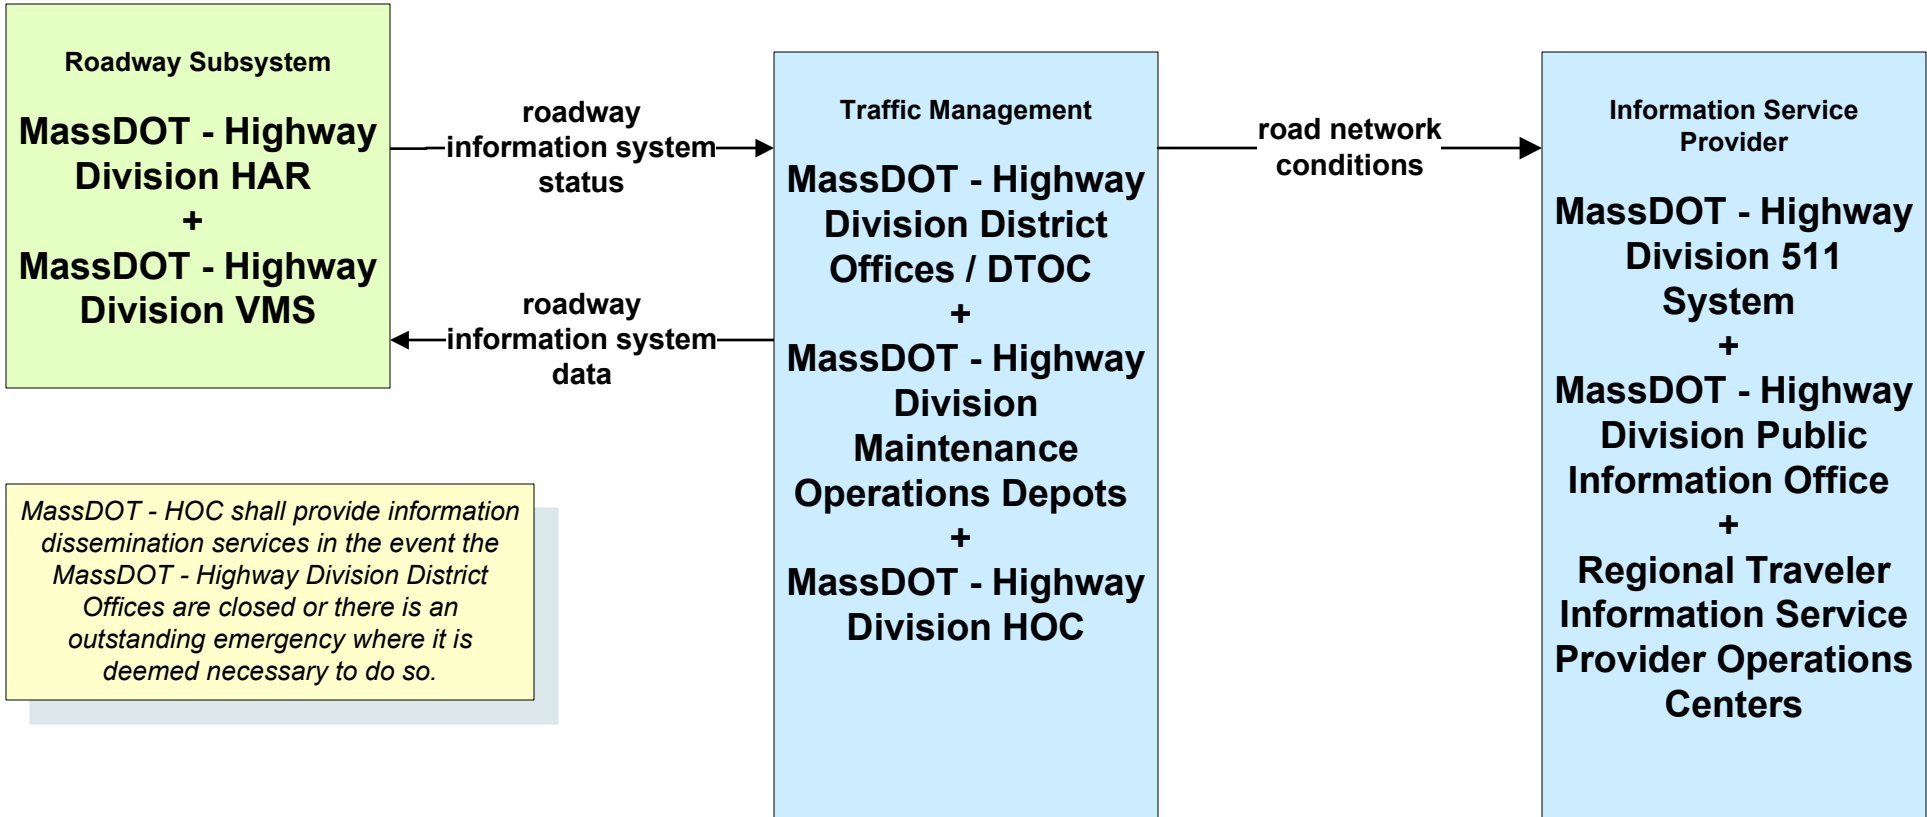 Roadway Subsystem
MassDOT - Highway
Division HAR
+
MassDOT - Highway
Division VMS
roadway
information system
status
roadway
information system
data
MassDOT - HOC shall provide information
dissemination services in the event the
MassDOT - Highway Division District
Offices are closed or there is an
outstanding emergency where it is
deemed necessary to do so.
Traffic Management
MassDOT - Highway
Division District
Offices / DTOC
+
MassDOT - Highway
Division
Maintenance
Operations Depots
+
MassDOT - Highway
Division HOC
road network
conditions
Information Service
Provider
MassDOT - Highway
Division 511
System
+
MassDOT - Highway
Division Public
Information Office
+
Regional Traveler
Information Service
Provider Operations
Centers